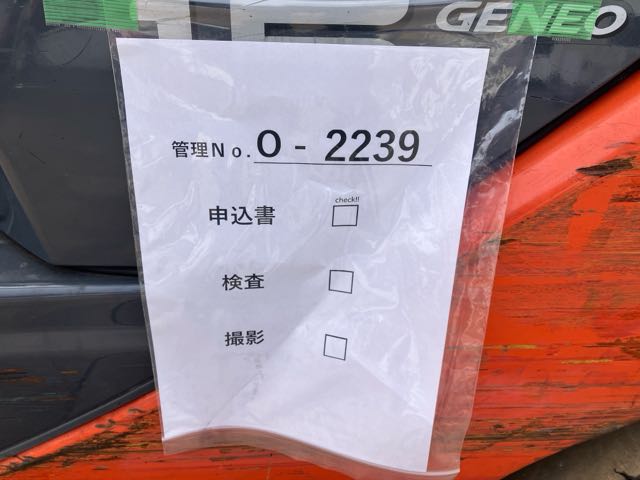 GENEO
管理No. O - 2239
check!!
申込書 □
検査 □
撮影 □